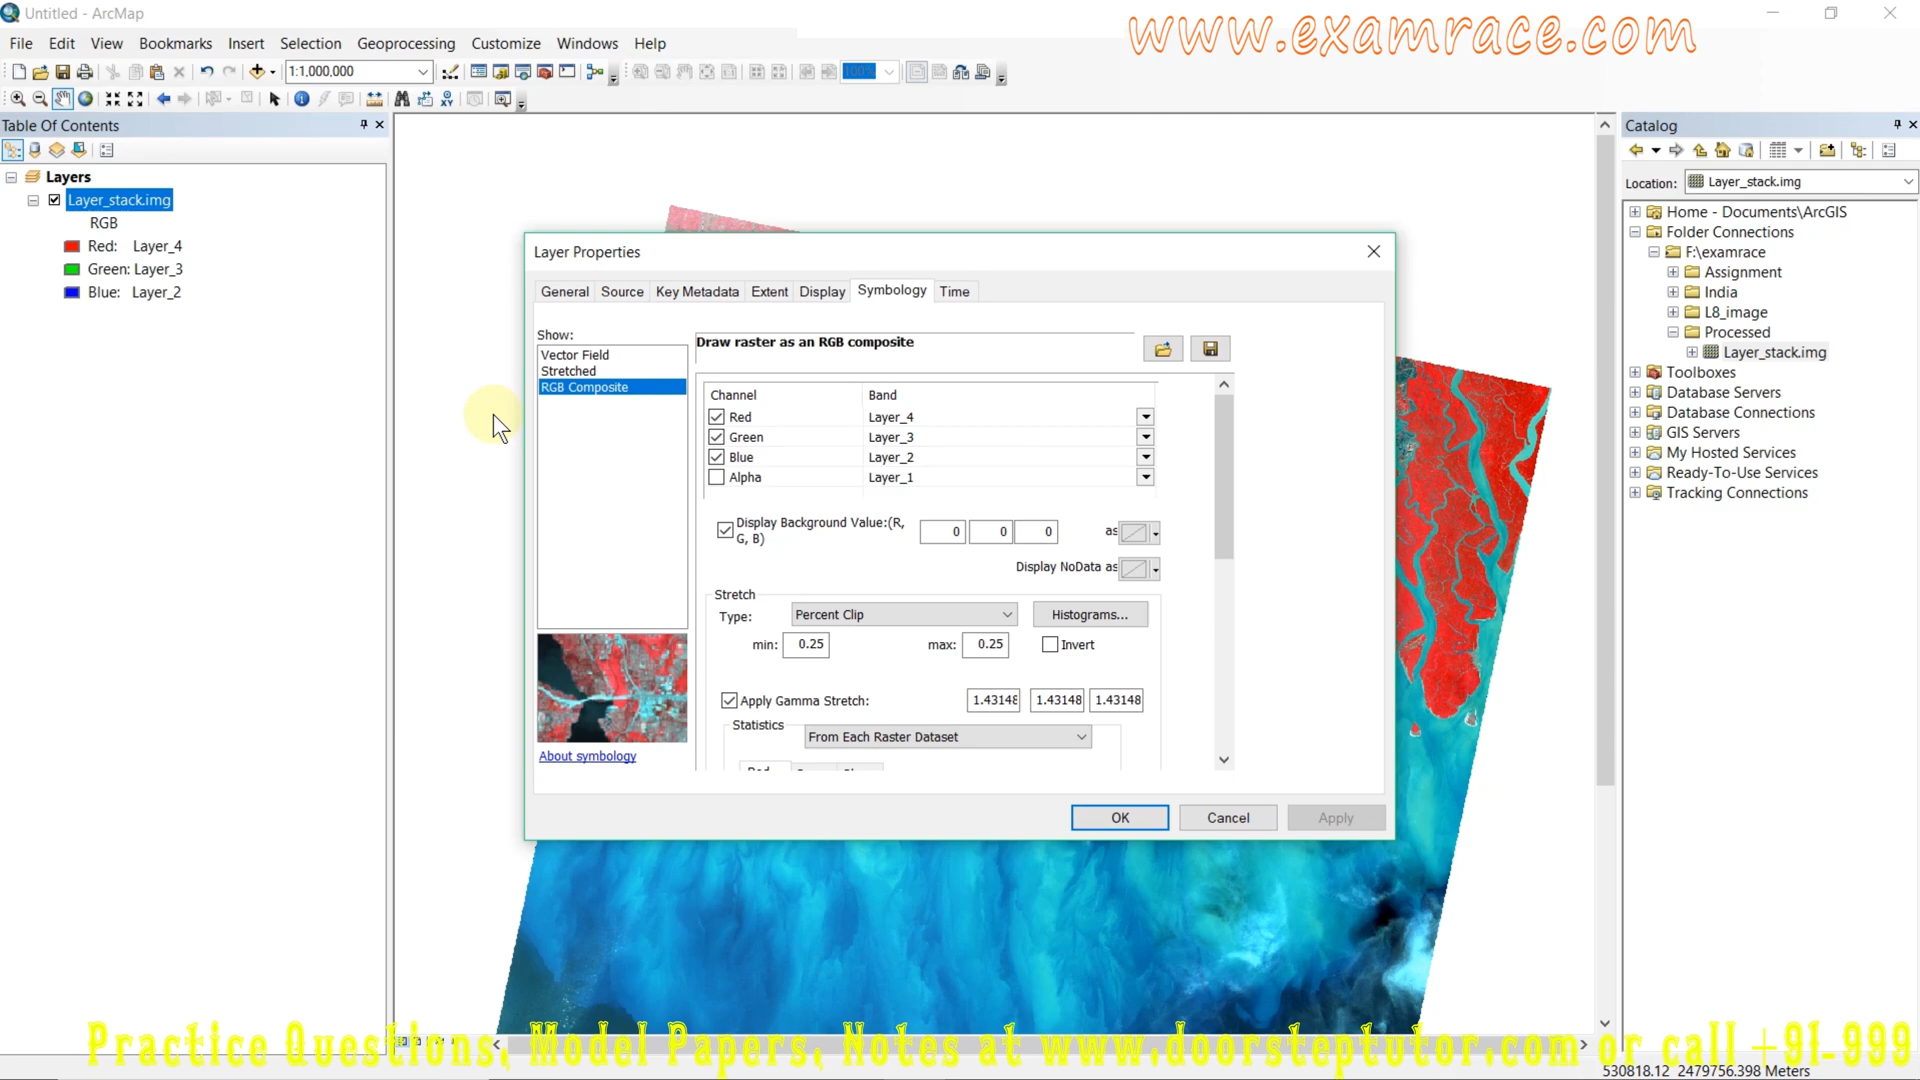 Untitled - ArcMap
www.examrace.com
File Edit View Bookmarks Insert Selection Geoprocessing Customize Windows Help
1:1,000,000
100%
Table Of Contents
Layers
Layer_stack.img
RGB
Red: Layer_4
Green: Layer_3
Blue: Layer_2
Layer Properties
General Source Key Metadata Extent Display Symbology Time
Show:
Vector Field
Stretched
RGB Composite
About symbology
Draw raster as an RGB composite
Channel Band
Red Layer_4
Green Layer_3
Blue Layer_2
Alpha Layer_1
Display Background Value:(R, G, B) 0 0 0 as
Display NoData as
Stretch
Type: Percent Clip Histograms...
min: 0.25 max: 0.25 Invert
Apply Gamma Stretch: 1.43148 1.43148 1.43148
Statistics From Each Raster Dataset
OK Cancel Apply
Catalog
Location: Layer_stack.img
Home - Documents\ArcGIS
Folder Connections
F:\examrace
Assignment
India
L8_image
Processed
Layer_stack.img
Toolboxes
Database Servers
Database Connections
GIS Servers
My Hosted Services
Ready-To-Use Services
Tracking Connections
Practice Questions, Model Papers, Notes at www.doorsteptutor.com or call +91-999
530818.12 2479756.398 Meters